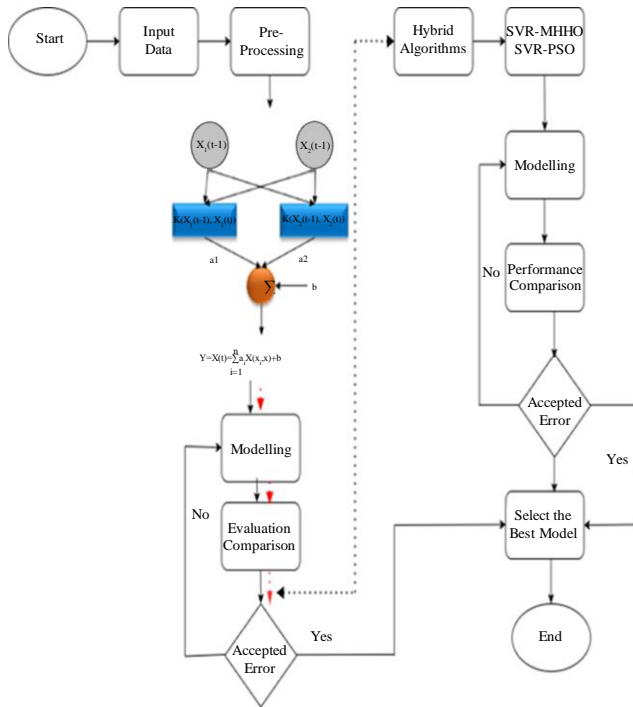 Start
Input
Data
Pre-
Processing
Hybrid
Algorithms
SVR-MHHO
SVR-PSO
X₁(t-1)
X₂(t-1)
K(X₁(t-1), X₁(t))
K(X₂(t-1), X₂(t))
a1
a2
∑
b
n
Y=X(t)=∑aᵢX(xᵢ,x)+b
i=1
Modelling
No
Evaluation
Comparison
Accepted
Error
Yes
Modelling
No
Performance
Comparison
Accepted
Error
Yes
Select the
Best Model
End